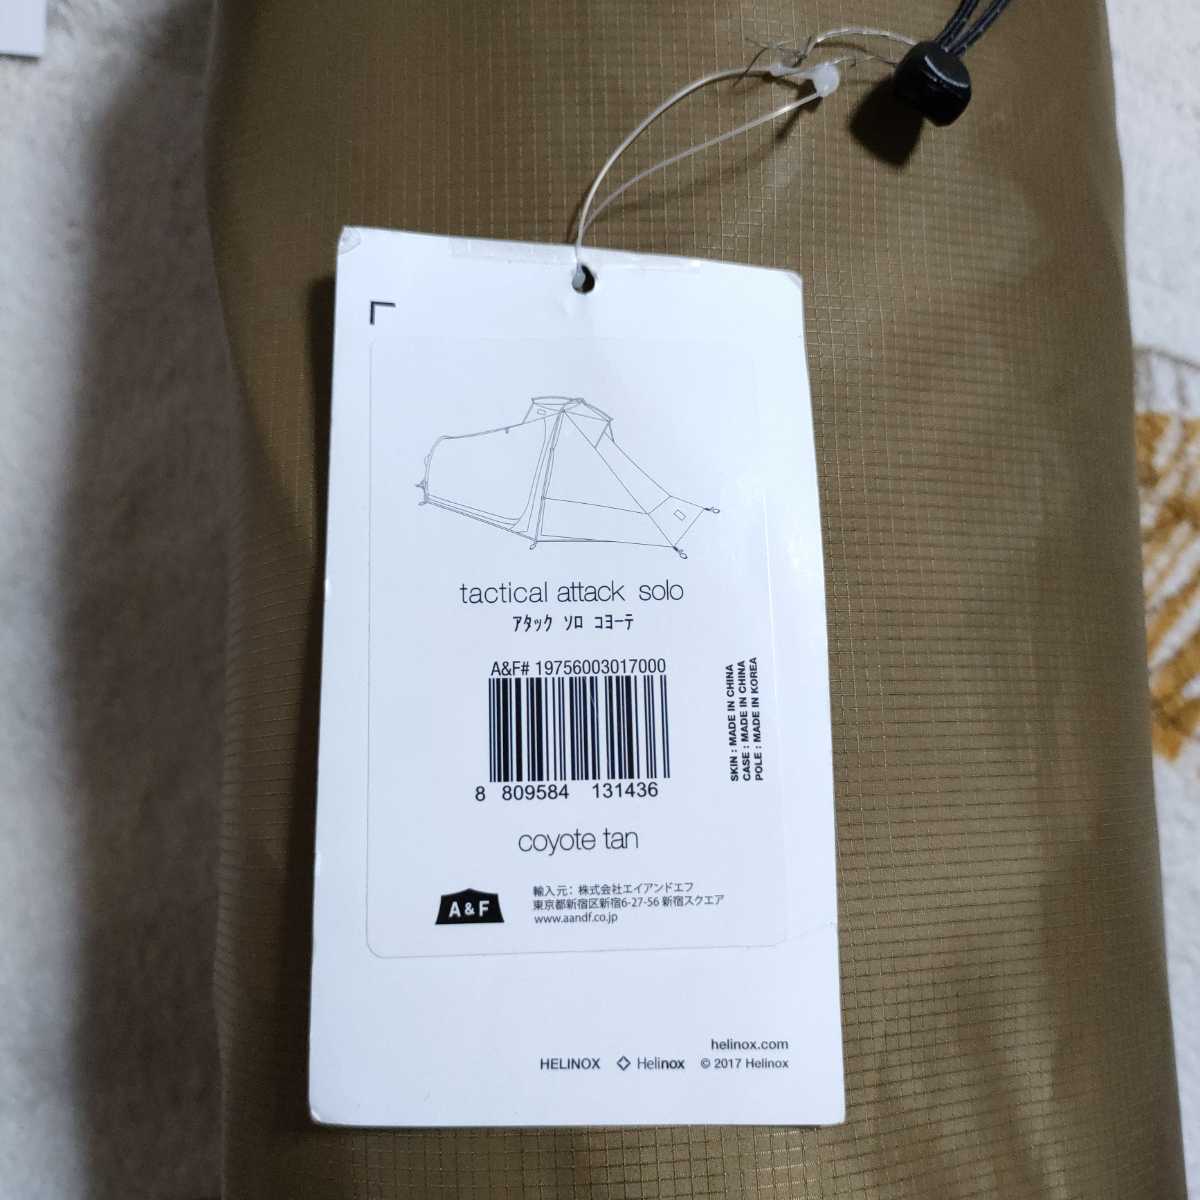 tactical attack solo
ｱﾀｯｸ ｿﾛ ｺﾖｰﾃ
A&F# 19756003017000
8 809584 131436
SKIN : MADE IN CHINA
CASE : MADE IN CHINA
POLE : MADE IN KOREA
coyote tan
A&F
輸入元：株式会社エイアンドエフ
東京都新宿区新宿6-27-56 新宿スクエア
www.aandf.co.jp
helinox.com
HELINOX Helinox © 2017 Helinox